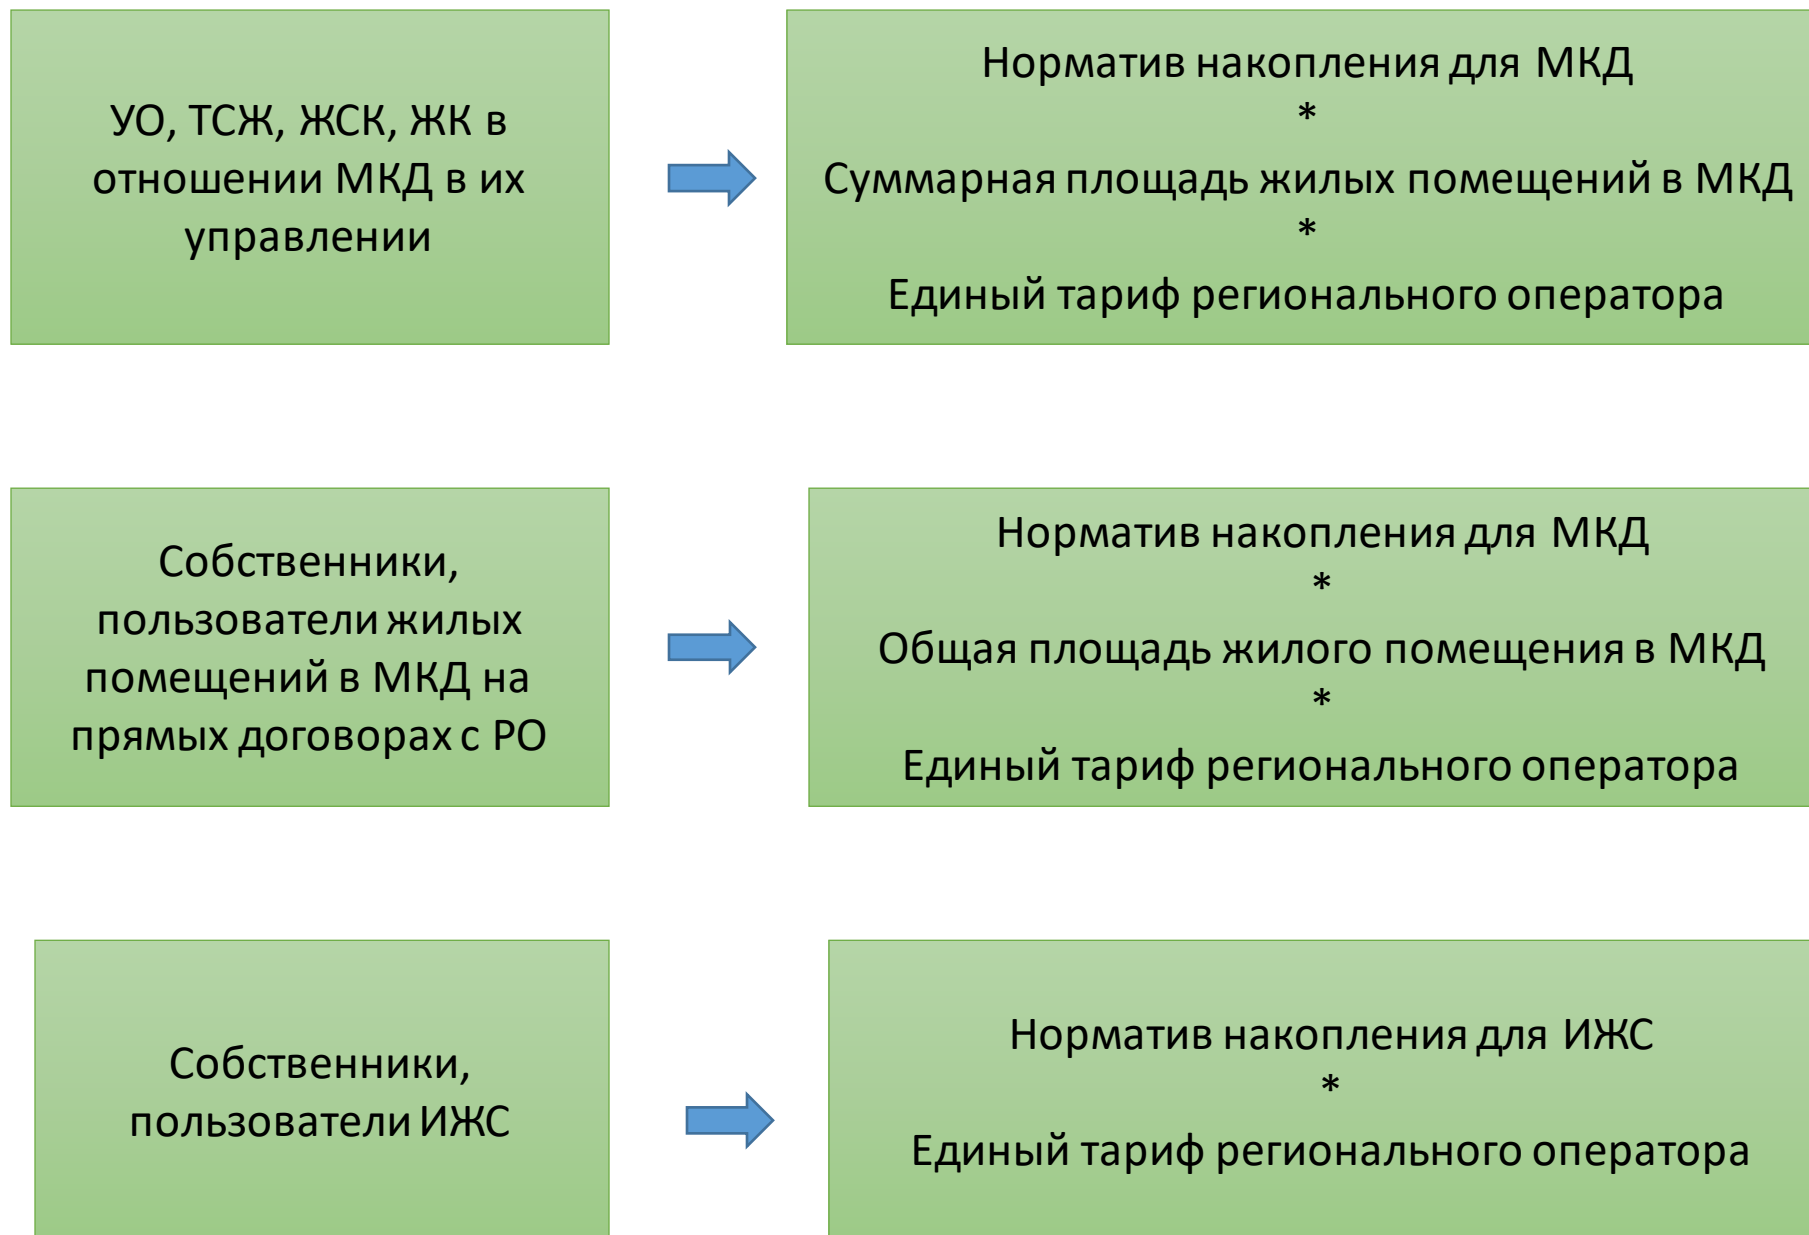 УО, ТСЖ, ЖСК, ЖК в
отношении МКД в их
управлении
Норматив накопления для МКД
*
Суммарная площадь жилых помещений в МКД
*
Единый тариф регионального оператора
Собственники,
пользователи жилых
помещений в МКД на
прямых договорах с РО
Норматив накопления для МКД
*
Общая площадь жилого помещения в МКД
*
Единый тариф регионального оператора
Собственники,
пользователи ИЖС
Норматив накопления для ИЖС
*
Единый тариф регионального оператора